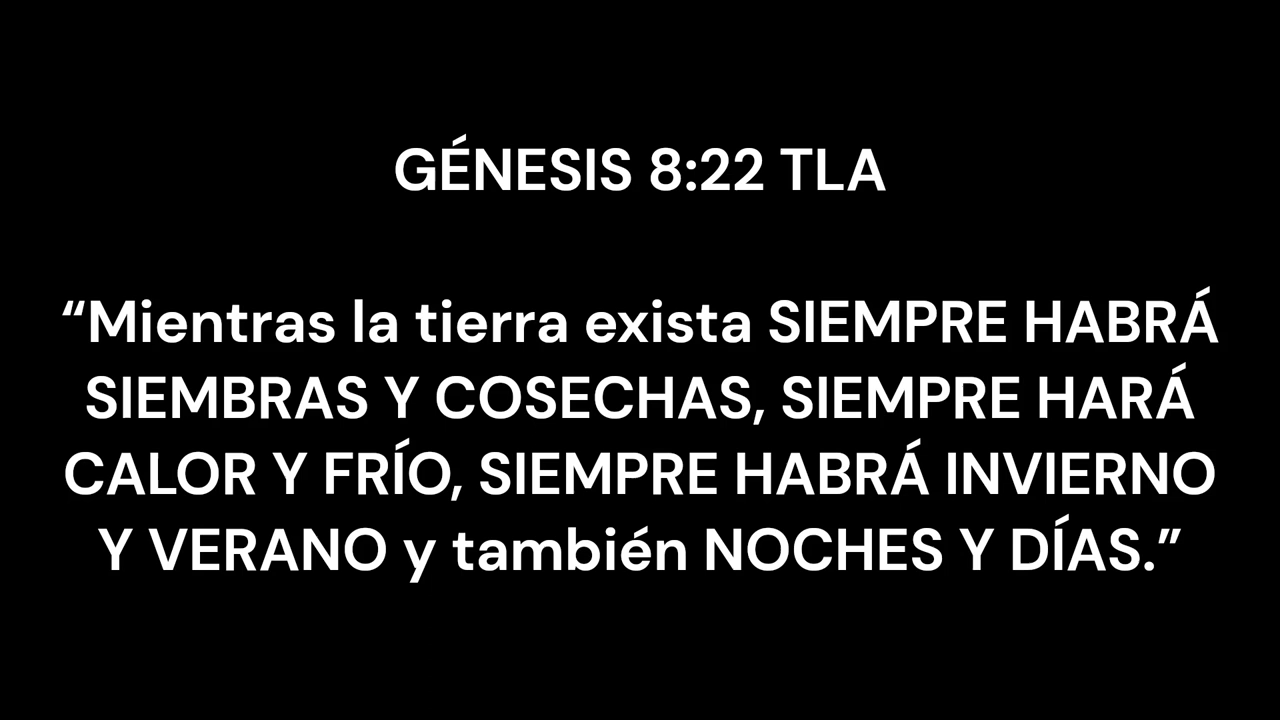 GÉNESIS 8:22 TLA
“Mientras la tierra exista SIEMPRE HABRÁ
SIEMBRAS Y COSECHAS, SIEMPRE HARÁ
CALOR Y FRÍO, SIEMPRE HABRÁ INVIERNO
Y VERANO y también NOCHES Y DÍAS.”